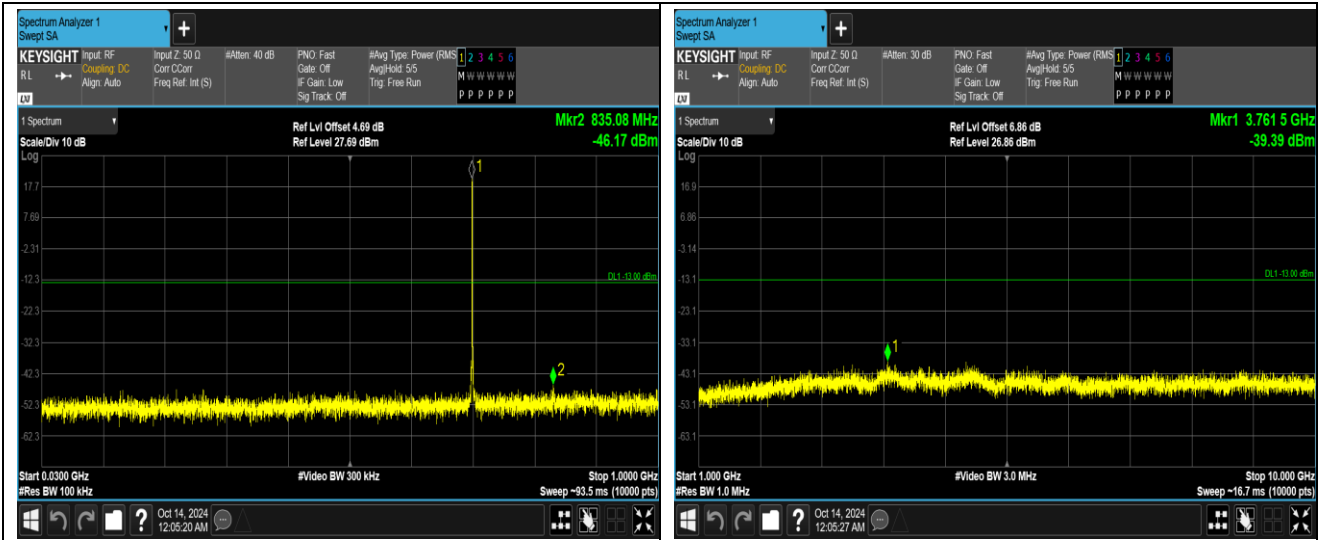 Spectrum Analyzer 1
Swept SA
+
KEYSIGHT
RL
Input: RF
Coupling: DC
Align: Auto
Input Z: 50 Ω
Corr CCorr
Freq Ref: Int (S)
#Atten: 40 dB
PNO: Fast
Gate: Off
IF Gain: Low
Sig Track: Off
#Avg Type: Power (RMS
Avg|Hold: 5/5
Trig: Free Run
1 2 3 4 5 6
M W W W W W
P P P P P P
LXI
1 Spectrum
Scale/Div 10 dB
Ref Lvl Offset 4.69 dB
Ref Level 27.69 dBm
Mkr2 835.08 MHz
-46.17 dBm
Log
1
17.7
7.69
-2.31
DL1 -13.00 dBm
-12.3
-22.3
-32.3
2
-42.3
-52.3
-62.3
Start 0.0300 GHz
#Res BW 100 kHz
#Video BW 300 kHz
Stop 1.0000 GHz
Sweep ~93.5 ms (10000 pts)
?
Oct 14, 2024
12:05:20 AM
Spectrum Analyzer 1
Swept SA
+
KEYSIGHT
RL
Input: RF
Coupling: DC
Align: Auto
Input Z: 50 Ω
Corr CCorr
Freq Ref: Int (S)
#Atten: 30 dB
PNO: Fast
Gate: Off
IF Gain: Low
Sig Track: Off
#Avg Type: Power (RMS
Avg|Hold: 5/5
Trig: Free Run
1 2 3 4 5 6
M W W W W W
P P P P P P
LXI
1 Spectrum
Scale/Div 10 dB
Ref Lvl Offset 6.86 dB
Ref Level 26.86 dBm
Mkr1 3.761 5 GHz
-39.39 dBm
Log
16.9
6.86
-3.14
DL1 -13.00 dBm
-13.1
-23.1
-33.1
1
-43.1
-53.1
-63.1
Start 1.000 GHz
#Res BW 1.0 MHz
#Video BW 3.0 MHz
Stop 10.000 GHz
Sweep ~16.7 ms (10000 pts)
?
Oct 14, 2024
12:05:27 AM